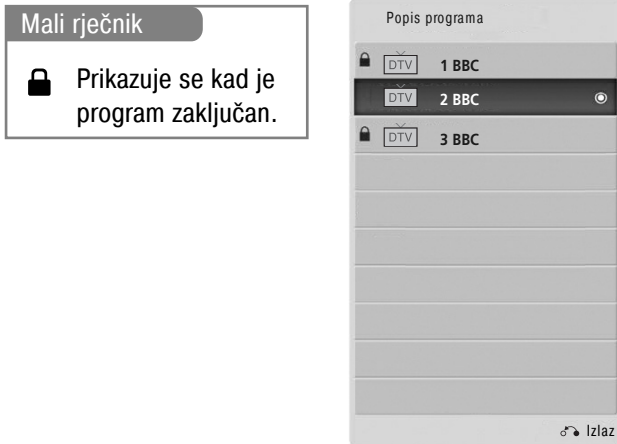 Mali rječnik
Prikazuje se kad je
program zaključan.
Popis programa
DTV 1 BBC
DTV 2 BBC
DTV 3 BBC
Izlaz